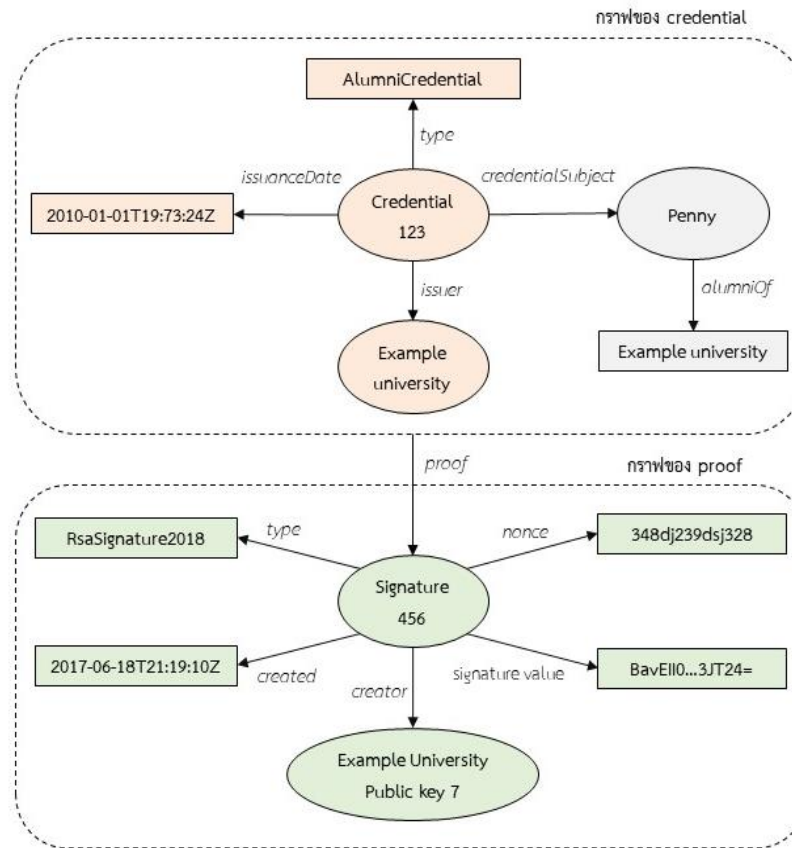 กราฟของ credential
AlumniCredential
type
issuanceDate
credentialSubject
2010-01-01T19:73:24Z
Credential
123
Penny
issuer
alumniOf
Example
university
Example university
proof
กราฟของ proof
RsaSignature2018
type
nonce
348dj239dsj328
Signature
456
2017-06-18T21:19:10Z
created
creator
signature value
BavEII0...3JT24=
Example University
Public key 7